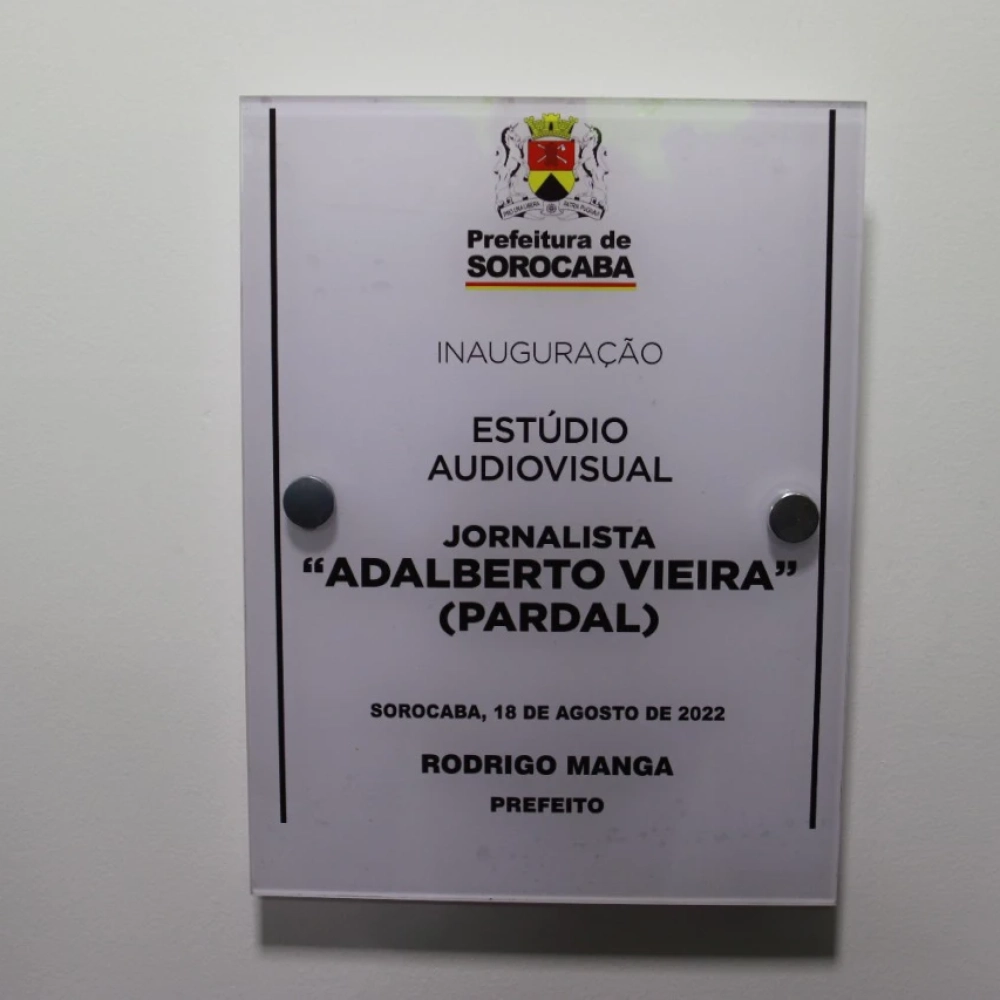 Prefeitura de
SOROCABA
INAUGURAÇÃO
ESTÚDIO
AUDIOVISUAL
JORNALISTA
“ADALBERTO VIEIRA”
(PARDAL)
SOROCABA, 18 DE AGOSTO DE 2022
RODRIGO MANGA
PREFEITO